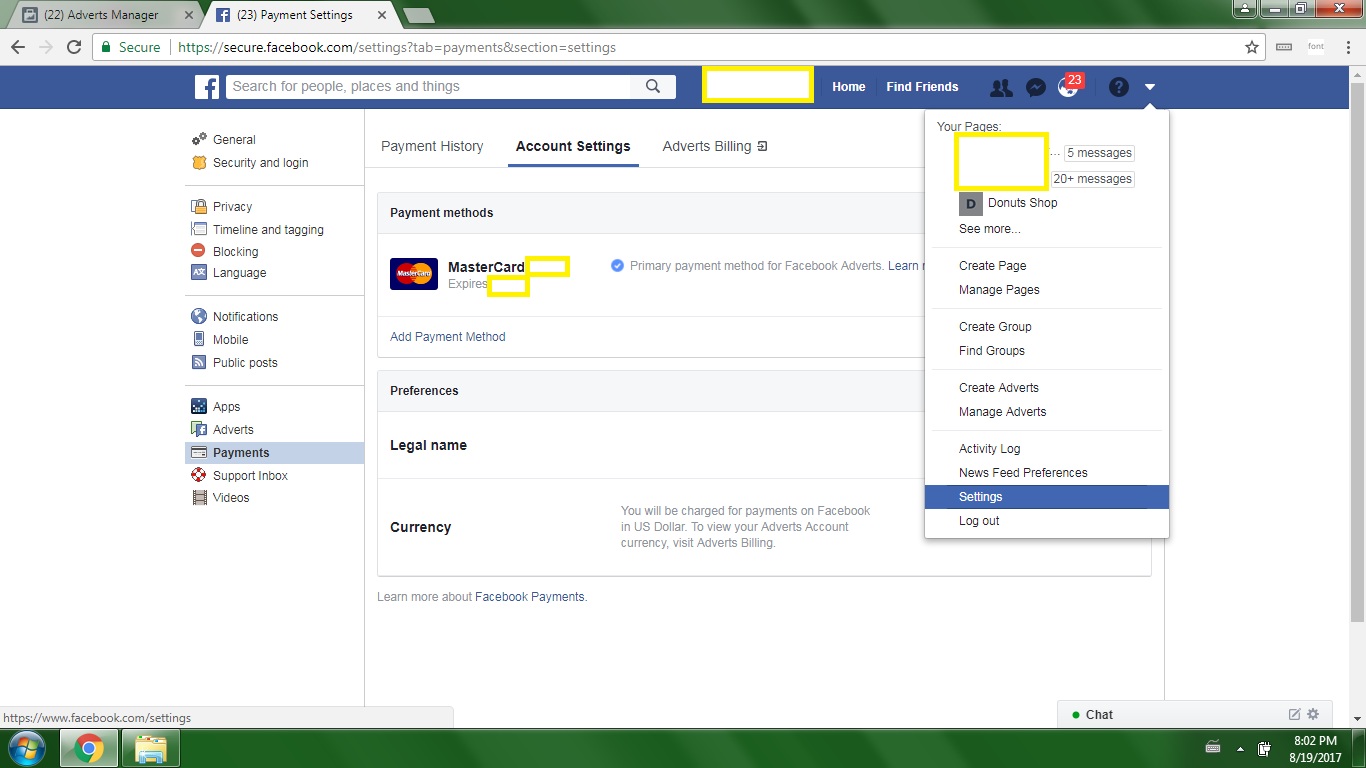 (22) Adverts Manager
(23) Payment Settings
Secure
https://secure.facebook.com/settings?tab=payments&section=settings
font
Search for people, places and things
Home
Find Friends
23
General
Security and login
Privacy
Timeline and tagging
Blocking
Language
Notifications
Mobile
Public posts
Apps
Adverts
Payments
Support Inbox
Videos
Payment History
Account Settings
Adverts Billing
Payment methods
MasterCard
MasterCard
Expires
Primary payment method for Facebook Adverts. Learn
Add Payment Method
Preferences
Legal name
Currency
You will be charged for payments on Facebook
in US Dollar. To view your Adverts Account
currency, visit Adverts Billing.
Learn more about Facebook Payments.
Your Pages:
... 5 messages
20+ messages
D Donuts Shop
See more...
Create Page
Manage Pages
Create Group
Find Groups
Create Adverts
Manage Adverts
Activity Log
News Feed Preferences
Settings
Log out
https://www.facebook.com/settings
Chat
8:02 PM
8/19/2017